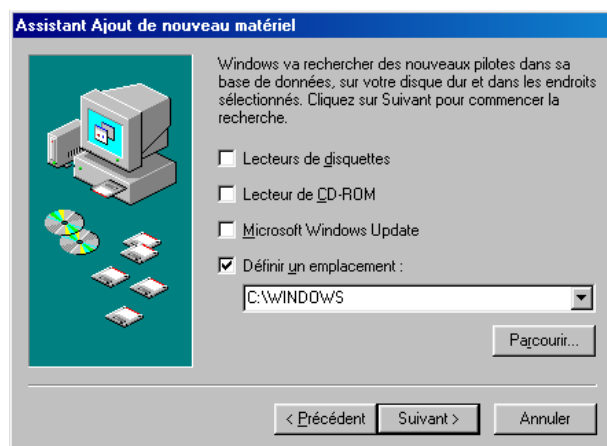 Assistant Ajout de nouveau matériel
Windows va rechercher des nouveaux pilotes dans sa
base de données, sur votre disque dur et dans les endroits
sélectionnés. Cliquez sur Suivant pour commencer la
recherche.
Lecteurs de disquettes
Lecteur de CD-ROM
Microsoft Windows Update
Définir un emplacement :
C:\WINDOWS
Parcourir...
< Précédent Suivant > Annuler